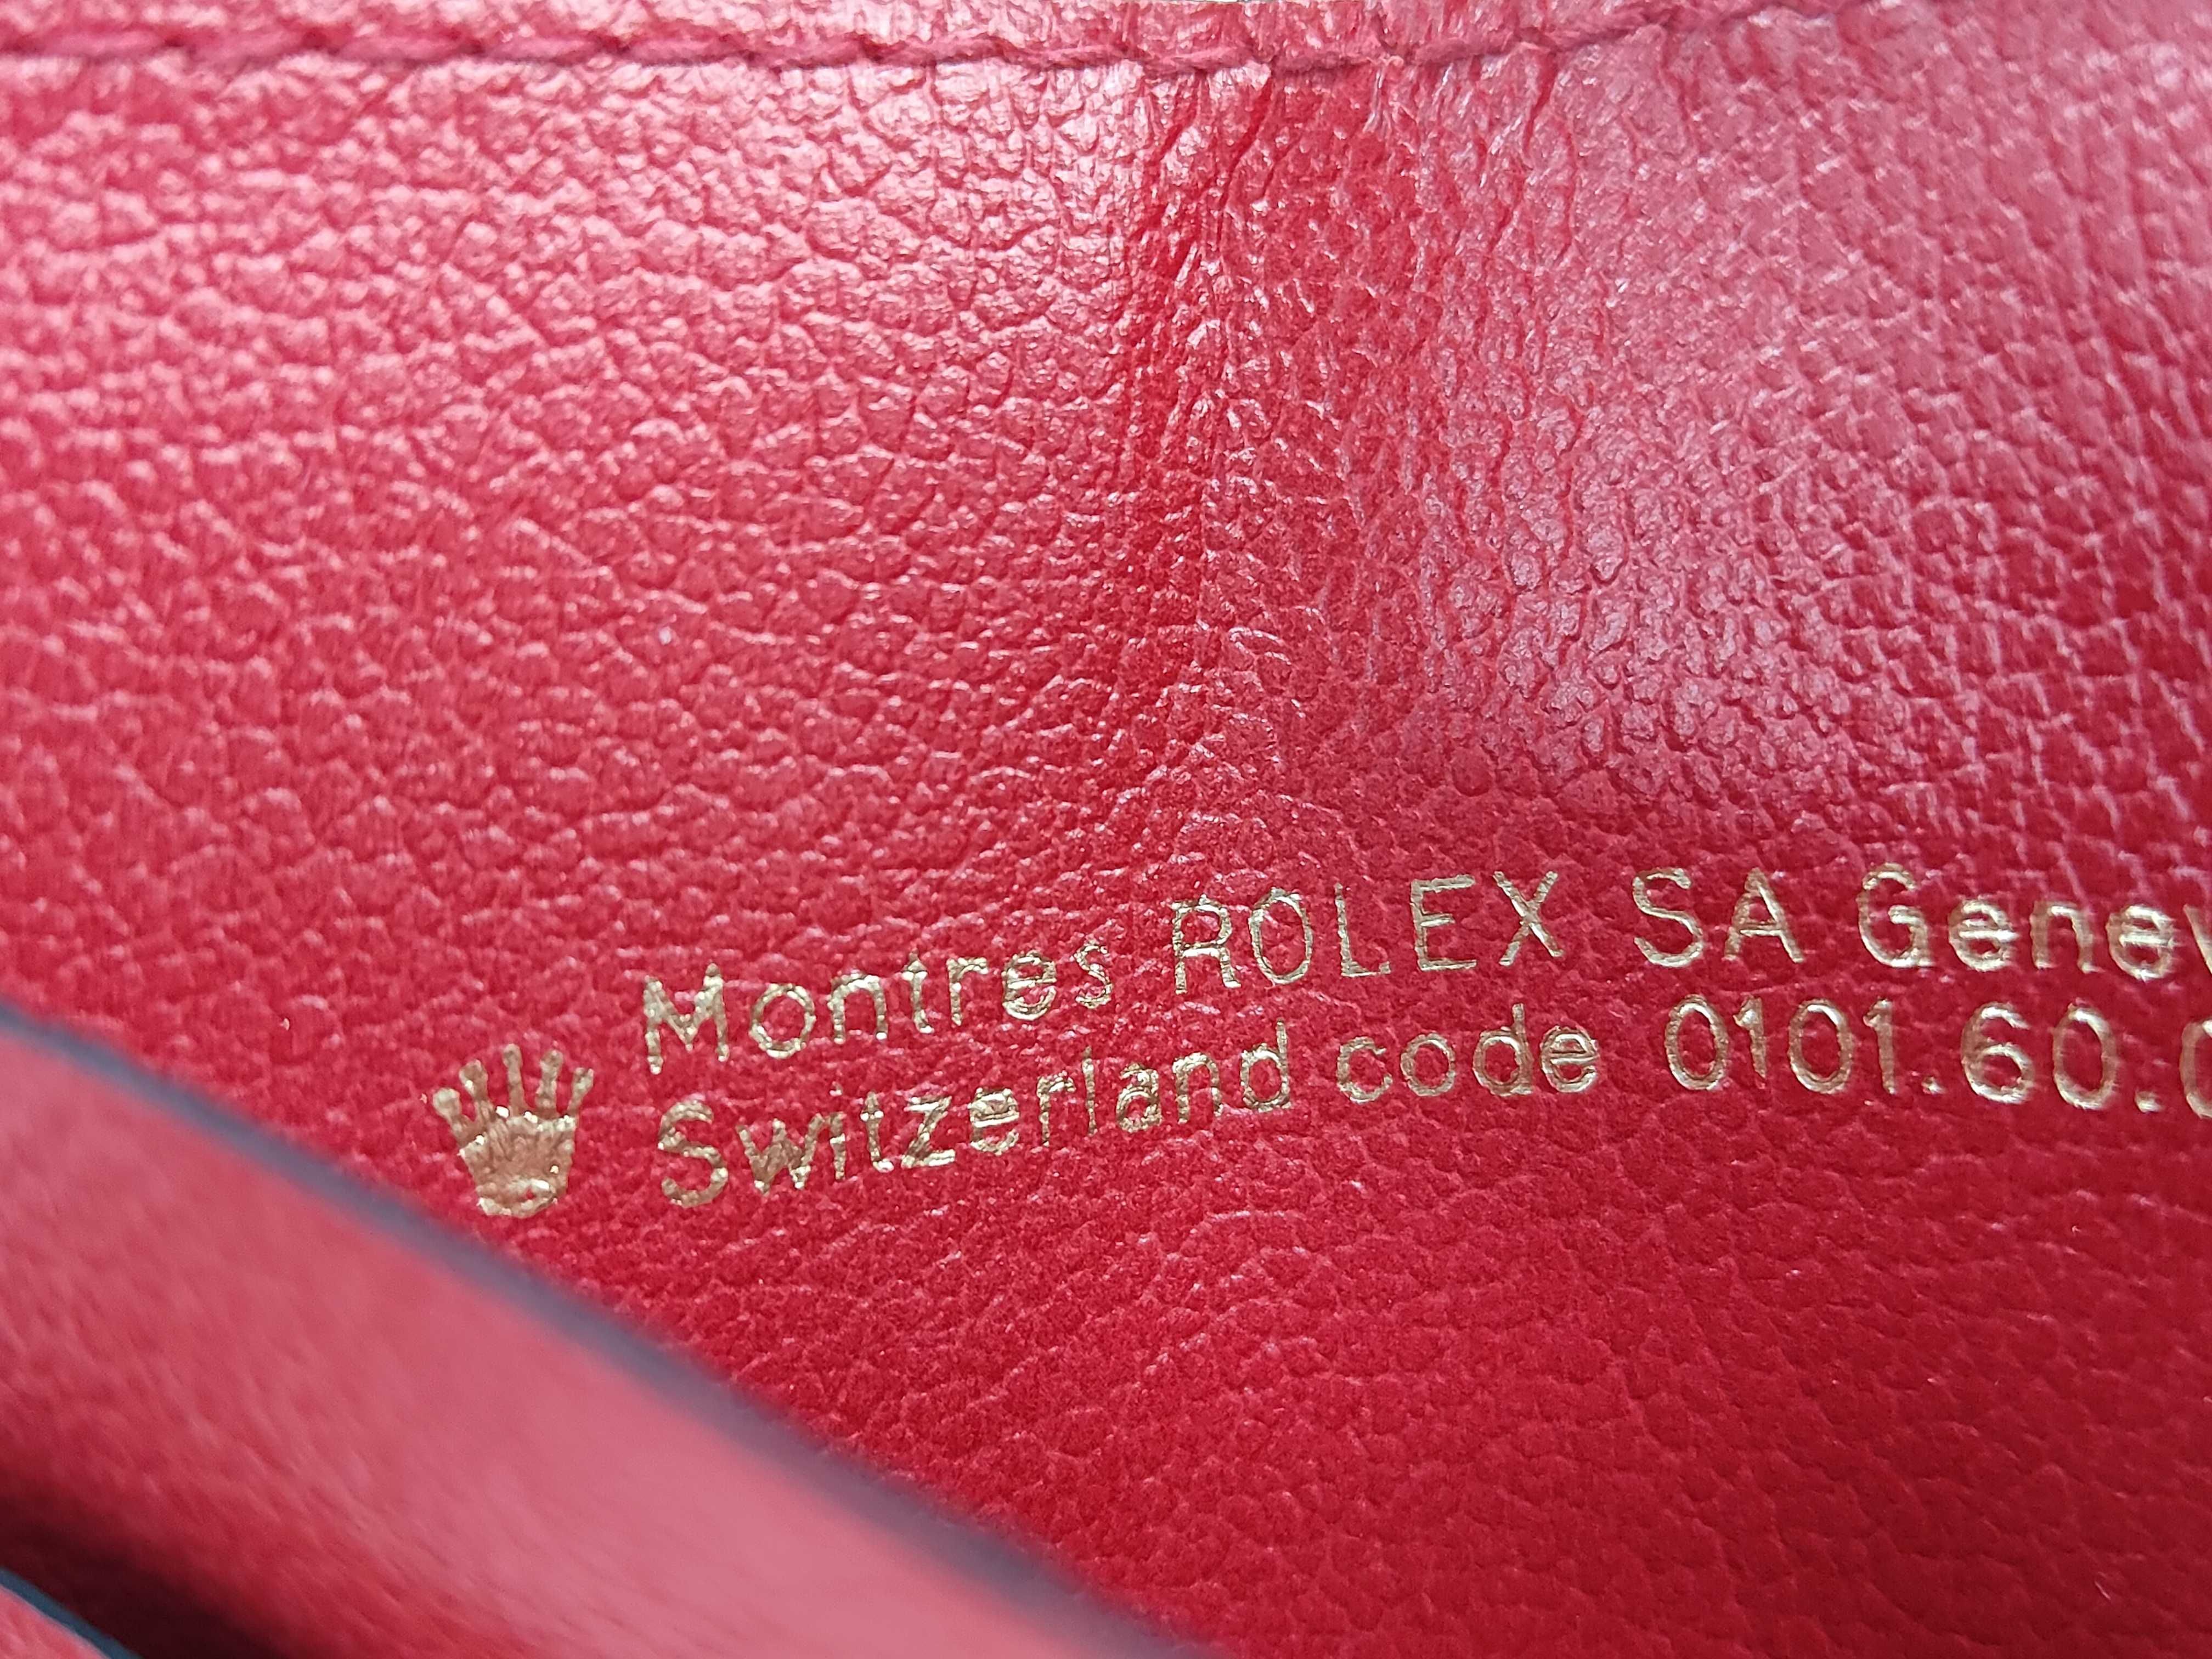 Montres ROLEX SA Genev
Switzerland code 0101.60.0